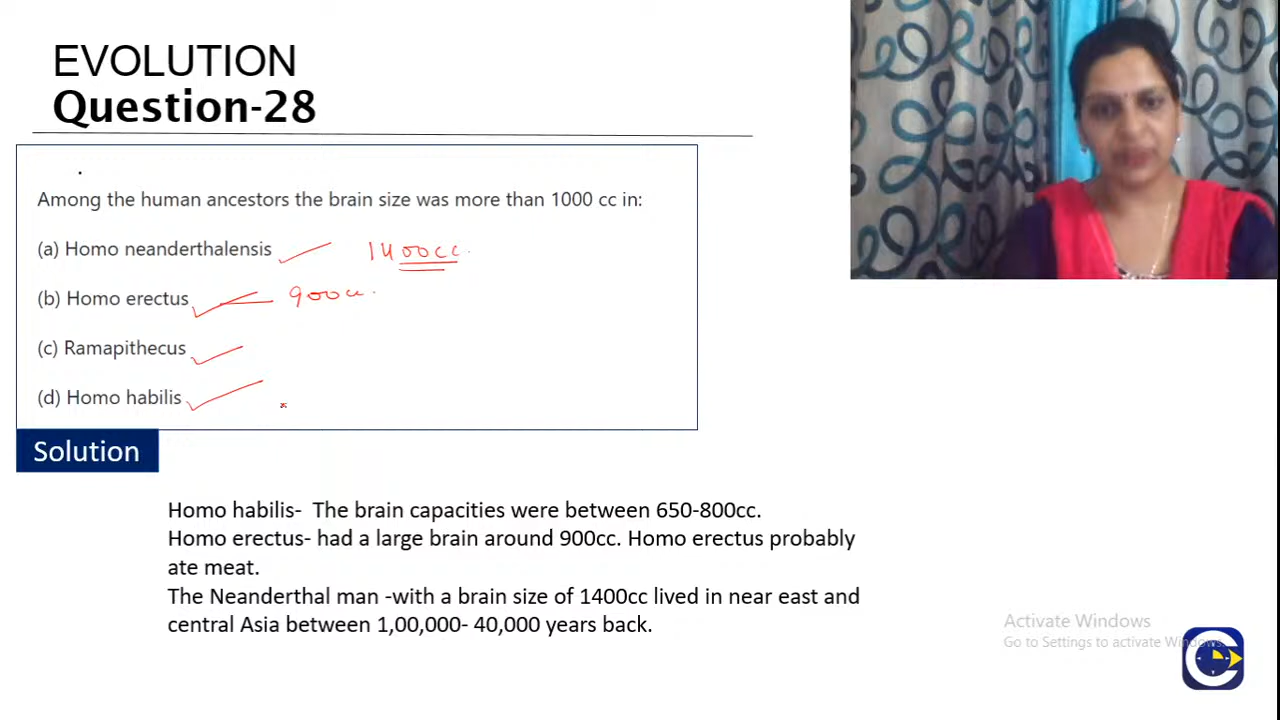 EVOLUTION
Question-28
Among the human ancestors the brain size was more than 1000 cc in:
(a) Homo neanderthalensis 1400cc.
(b) Homo erectus 900cc.
(c) Ramapithecus
(d) Homo habilis
Solution
Homo habilis- The brain capacities were between 650-800cc.
Homo erectus- had a large brain around 900cc. Homo erectus probably
ate meat.
The Neanderthal man -with a brain size of 1400cc lived in near east and
central Asia between 1,00,000- 40,000 years back.
Activate Windows
Go to Settings to activate Windows.